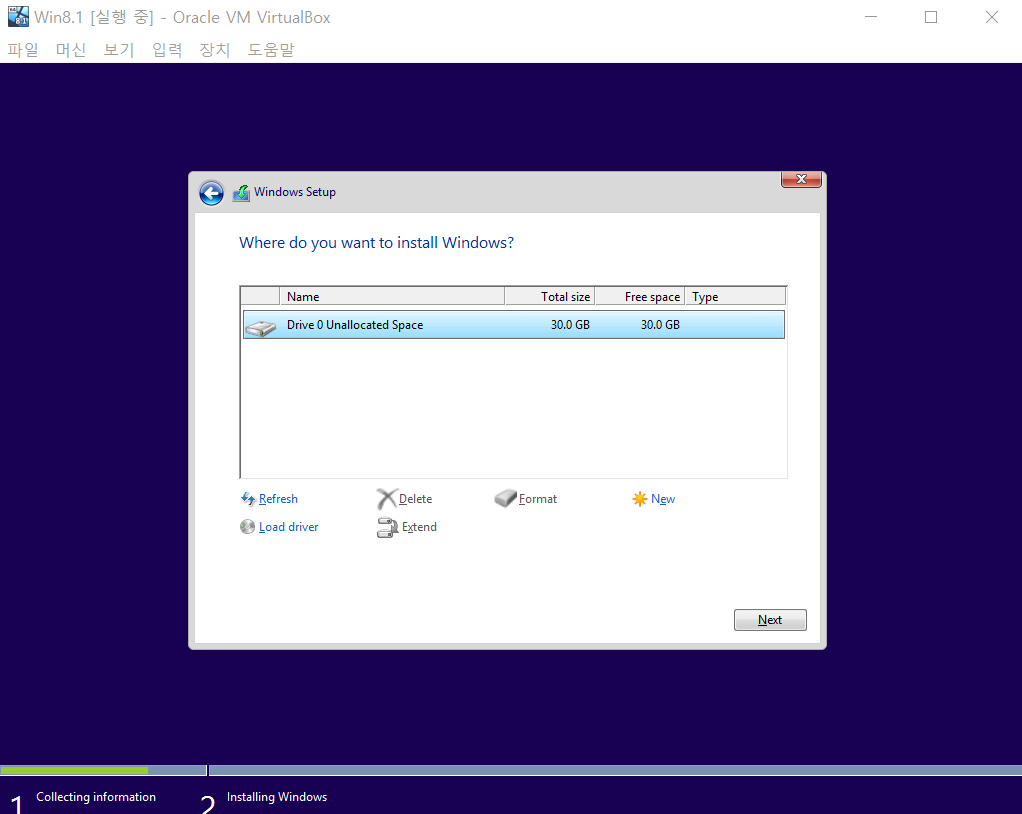 Win8.1 [실행 중] - Oracle VM VirtualBox
파일 머신 보기 입력 장치 도움말
Windows Setup
Where do you want to install Windows?
Name Total size Free space Type
Drive 0 Unallocated Space 30.0 GB 30.0 GB
Refresh Delete Format New
Load driver Extend
Next
1 Collecting information 2 Installing Windows